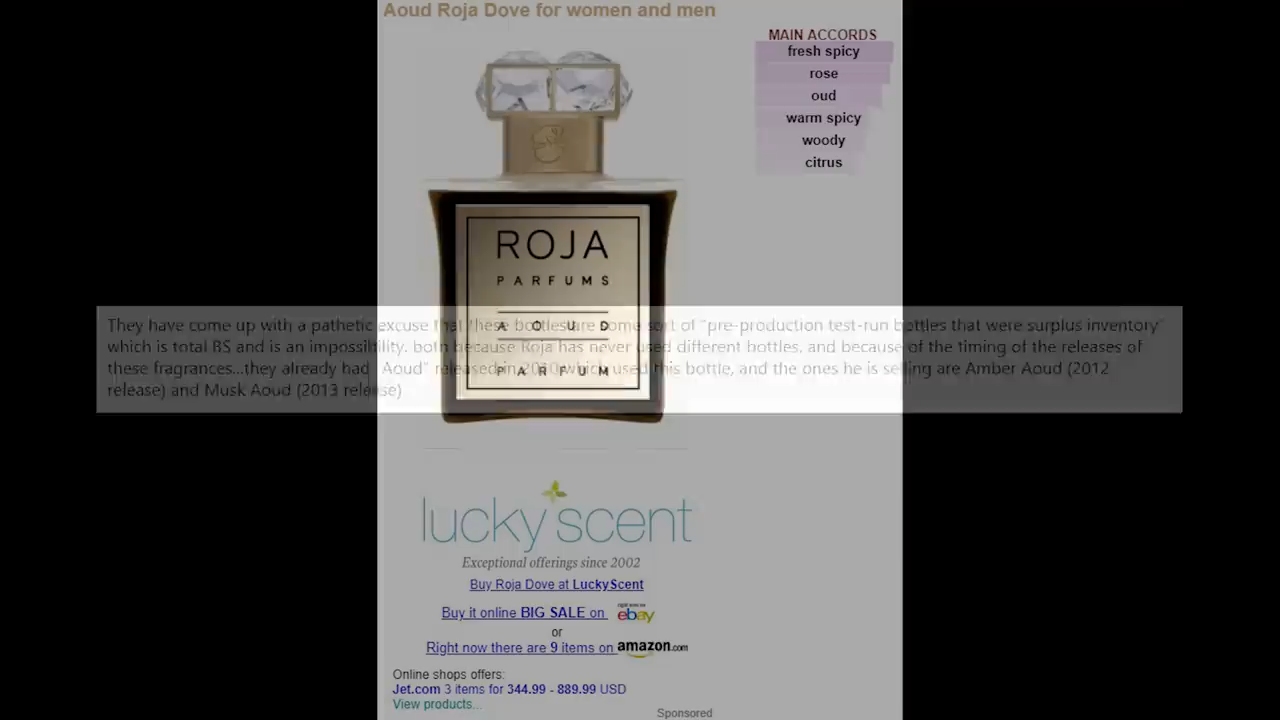 Aoud Roja Dove for women and men
MAIN ACCORDS
fresh spicy
rose
oud
warm spicy
woody
citrus
ROJA
PARFUMS
AOUD
PARFUM
They have come up with a pathetic excuse that these bottles are some sort of "pre-production test-run bottles that were surplus inventory"
which is total BS and is an impossiltility. both because Roja has never used different bottles, and because of the timing of the releases of
these fragrances...they already had "Aoud" released in 2010 which used this bottle, and the ones he is selling are Amber Aoud (2012
release) and Musk Aoud (2013 release)
lucky scent
Exceptional offerings since 2002
Buy Roja Dove at LuckyScent
Buy it online BIG SALE on ebay
or
Right now there are 9 items on amazon.com
Online shops offers:
Jet.com 3 items for 344.99 - 889.99 USD
View products...
Sponsored